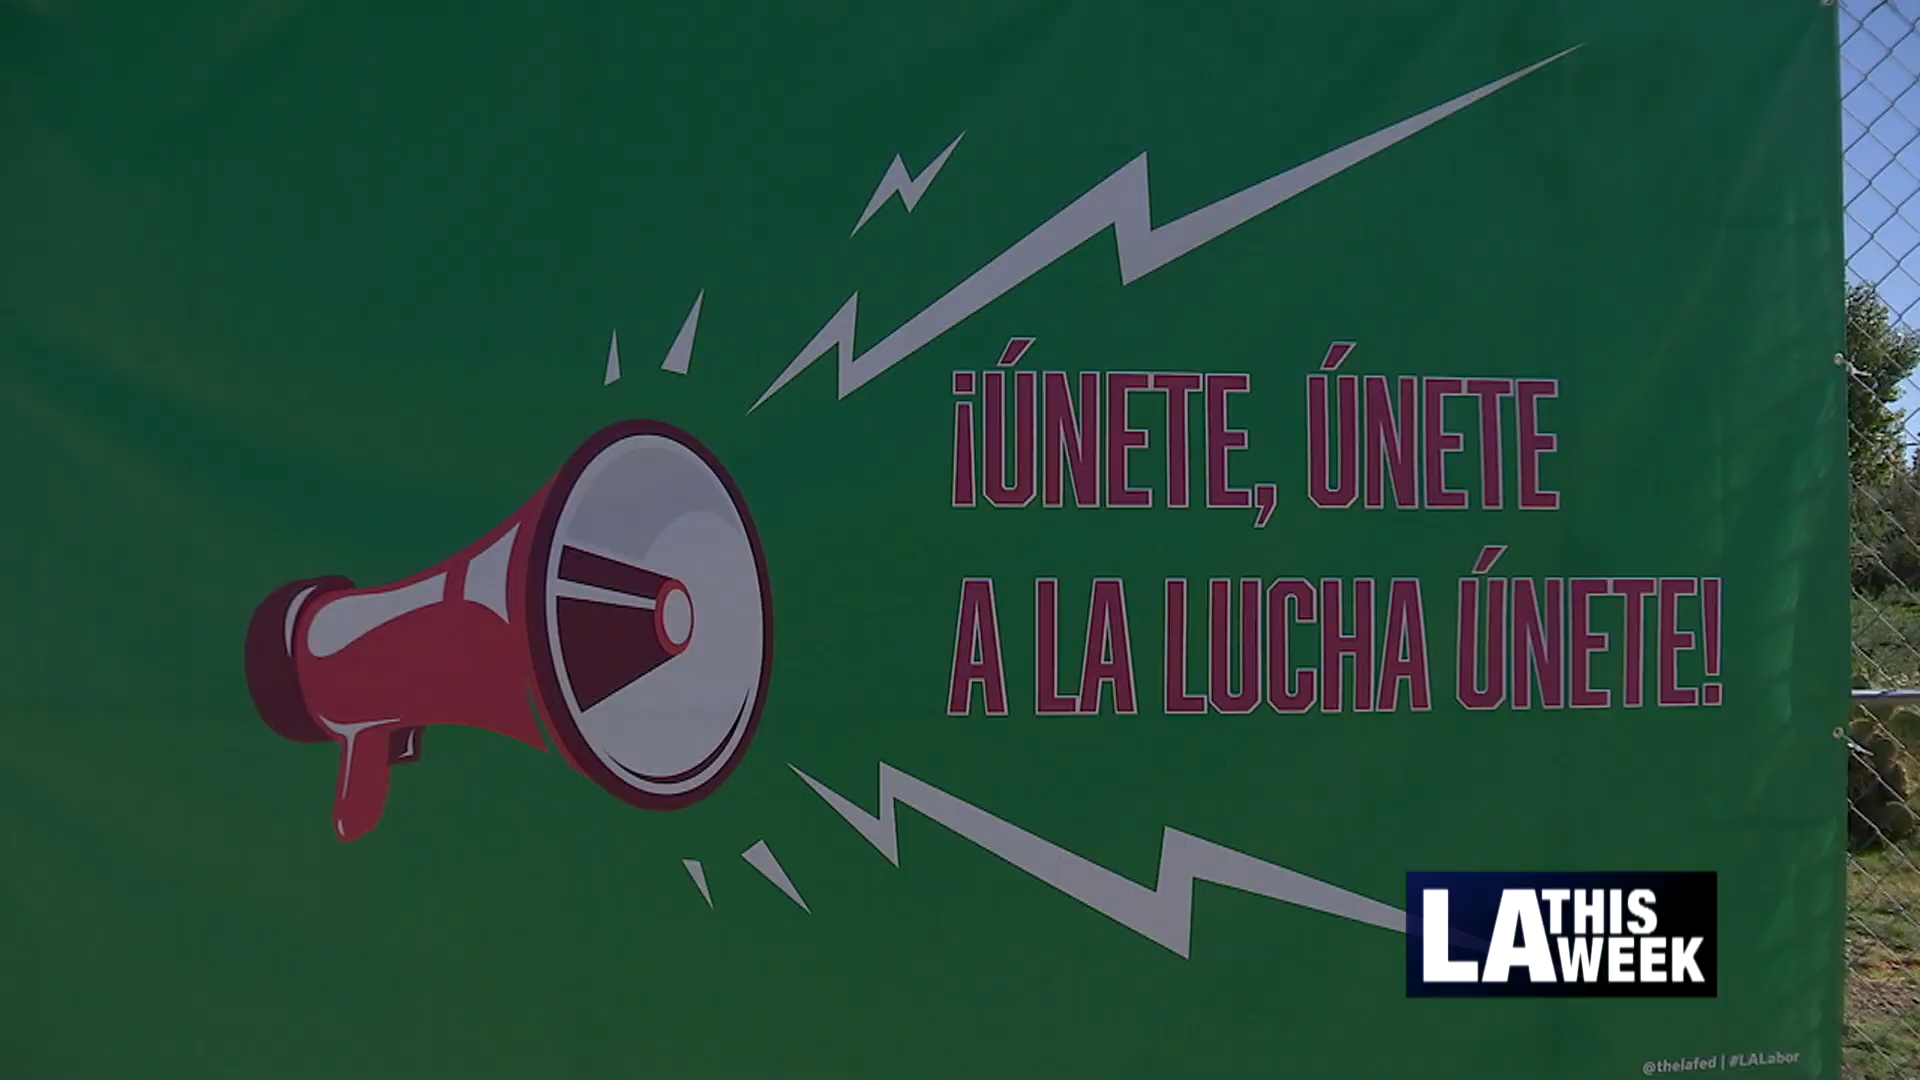 ¡ÚNETE, ÚNETE
A LA LUCHA ÚNETE!
LA THIS WEEK
@thelafed | #LALabor